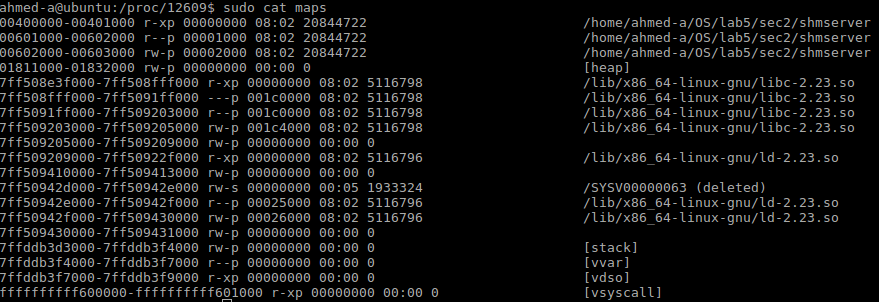 ahmed-a@ubuntu:/proc/12609$ sudo cat maps
00400000-00401000 r-xp 00000000 08:02 20844722 /home/ahmed-a/OS/lab5/sec2/shmserver
00601000-00602000 r--p 00001000 08:02 20844722 /home/ahmed-a/OS/lab5/sec2/shmserver
00602000-00603000 rw-p 00002000 08:02 20844722 /home/ahmed-a/OS/lab5/sec2/shmserver
01811000-01832000 rw-p 00000000 00:00 0 [heap]
7ff508e3f000-7ff508fff000 r-xp 00000000 08:02 5116798 /lib/x86_64-linux-gnu/libc-2.23.so
7ff508fff000-7ff5091ff000 ---p 001c0000 08:02 5116798 /lib/x86_64-linux-gnu/libc-2.23.so
7ff5091ff000-7ff509203000 r--p 001c0000 08:02 5116798 /lib/x86_64-linux-gnu/libc-2.23.so
7ff509203000-7ff509205000 rw-p 001c4000 08:02 5116798 /lib/x86_64-linux-gnu/libc-2.23.so
7ff509205000-7ff509209000 rw-p 00000000 00:00 0
7ff509209000-7ff50922f000 r-xp 00000000 08:02 5116796 /lib/x86_64-linux-gnu/ld-2.23.so
7ff509410000-7ff509413000 rw-p 00000000 00:00 0
7ff50942d000-7ff50942e000 rw-s 00000000 00:05 1933324 /SYSV00000063 (deleted)
7ff50942e000-7ff50942f000 r--p 00025000 08:02 5116796 /lib/x86_64-linux-gnu/ld-2.23.so
7ff50942f000-7ff509430000 rw-p 00026000 08:02 5116796 /lib/x86_64-linux-gnu/ld-2.23.so
7ff509430000-7ff509431000 rw-p 00000000 00:00 0
7ffddb3d3000-7ffddb3f4000 rw-p 00000000 00:00 0 [stack]
7ffddb3f4000-7ffddb3f7000 r--p 00000000 00:00 0 [vvar]
7ffddb3f7000-7ffddb3f9000 r-xp 00000000 00:00 0 [vdso]
ffffffffff600000-ffffffffff601000 r-xp 00000000 00:00 0 [vsyscall]